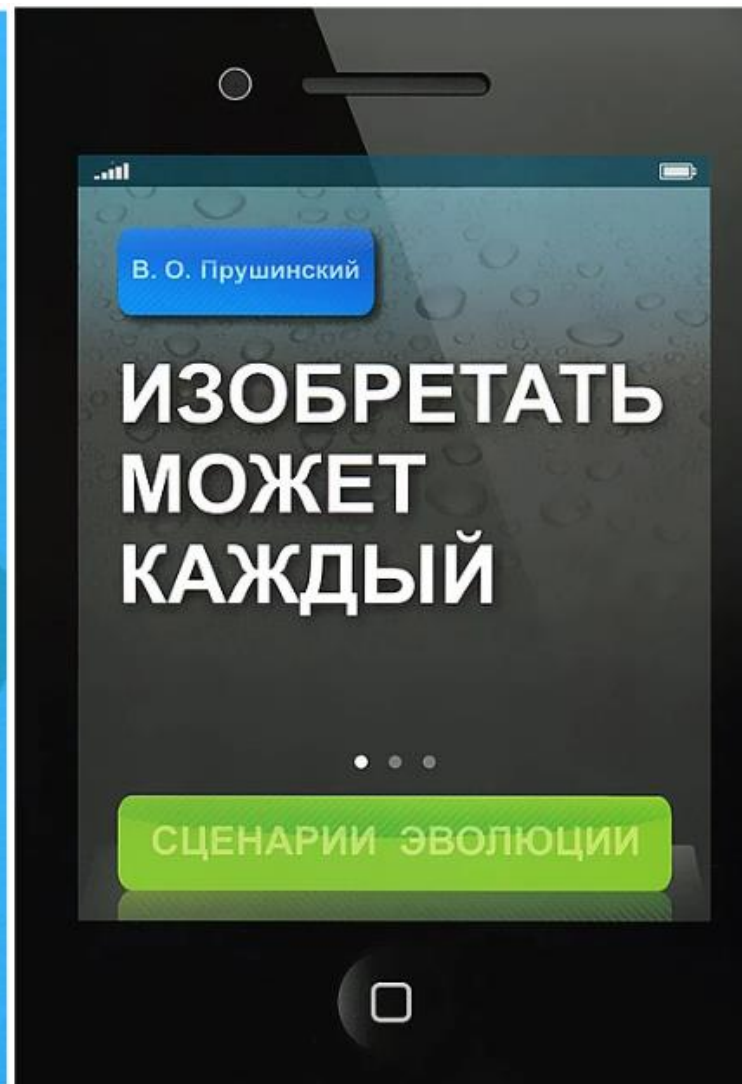 В. О. Прушинский
ИЗОБРЕТАТЬ
МОЖЕТ
КАЖДЫЙ
СЦЕНАРИИ ЭВОЛЮЦИИ